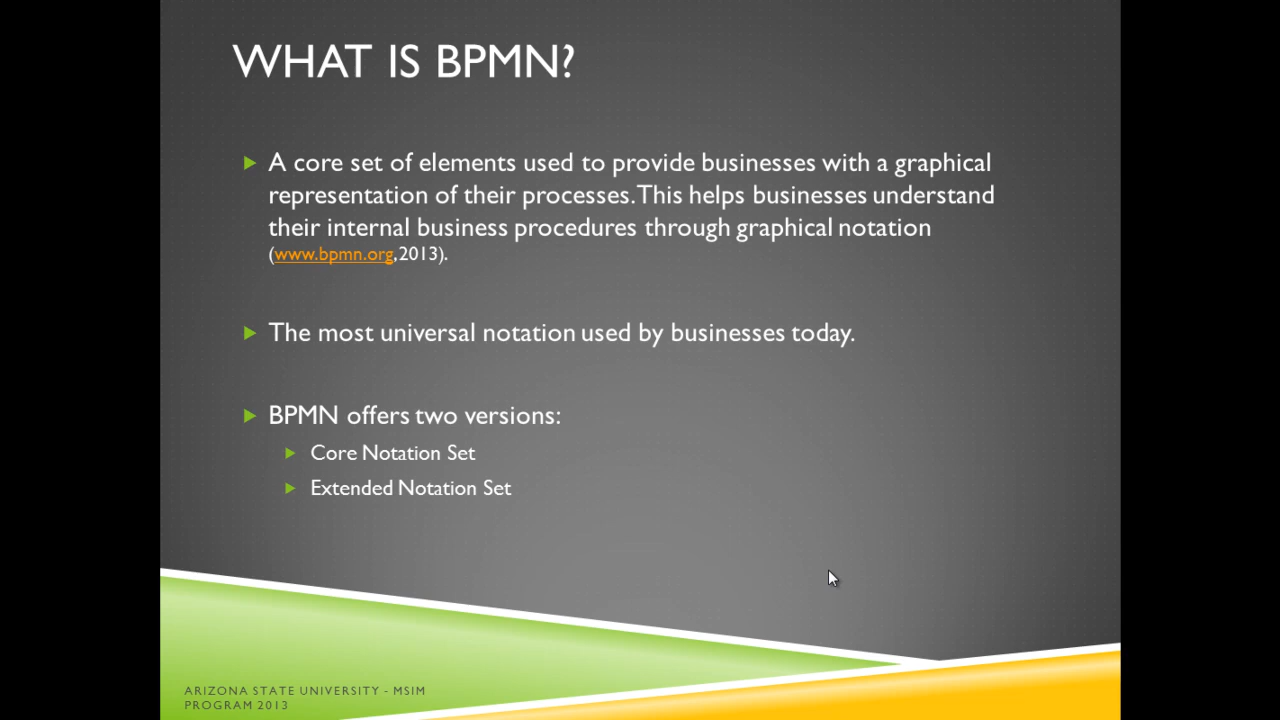 WHAT IS BPMN?
A core set of elements used to provide businesses with a graphical
representation of their processes. This helps businesses understand
their internal business procedures through graphical notation
(www.bpmn.org,2013).
The most universal notation used by businesses today.
BPMN offers two versions:
Core Notation Set
Extended Notation Set
ARIZONA STATE UNIVERSITY - MSIM
PROGRAM 2013